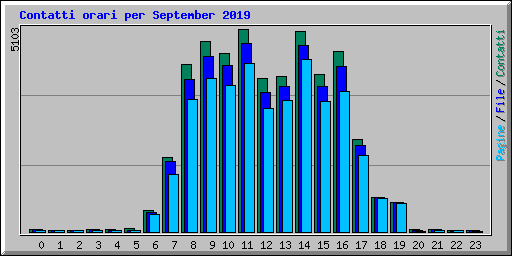 Contatti orari per September 2019
5103
Pagine / File / Contatti
0 1 2 3 4 5 6 7 8 9 10 11 12 13 14 15 16 17 18 19 20 21 22 23